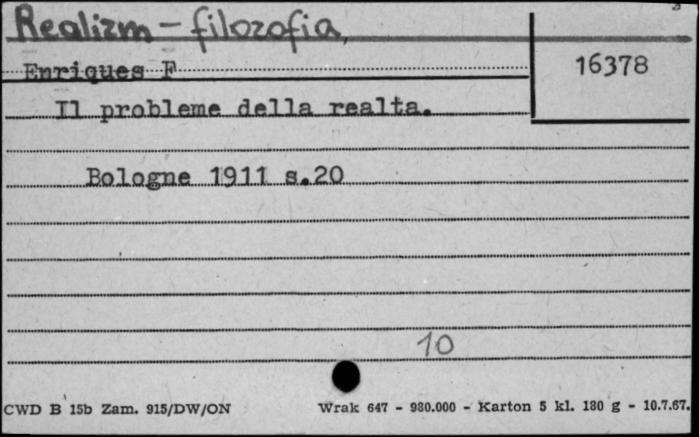 Realizm - filozofia
Enriques F
16378
Il probleme della realta.
Bologne 1911 s.20
10
CWD B 15b Zam. 915/DW/ON Wrak 647 - 980.000 - Karton 5 kl. 180 g - 10.7.67.